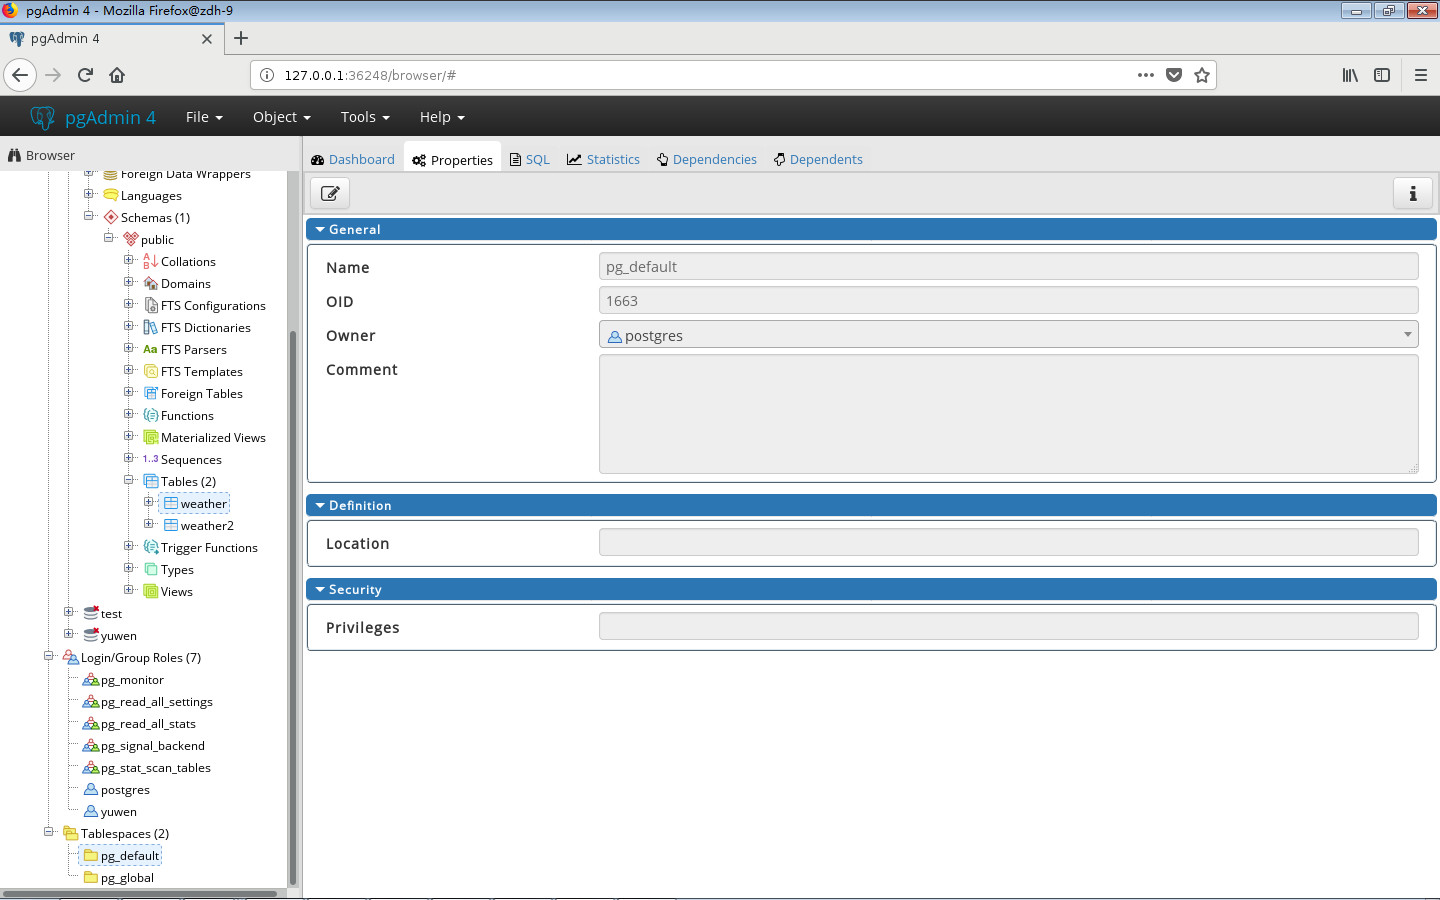 pgAdmin 4 - Mozilla Firefox@zdh-9
pgAdmin 4
127.0.0.1:36248/browser/#
pgAdmin 4 File Object Tools Help
Browser
Dashboard Properties SQL Statistics Dependencies Dependents
Foreign Data Wrappers
Languages
Schemas (1)
public
Collations
Domains
FTS Configurations
FTS Dictionaries
Aa FTS Parsers
FTS Templates
Foreign Tables
Functions
Materialized Views
1..3 Sequences
Tables (2)
weather
weather2
Trigger Functions
Types
Views
test
yuwen
Login/Group Roles (7)
pg_monitor
pg_read_all_settings
pg_read_all_stats
pg_signal_backend
pg_stat_scan_tables
postgres
yuwen
Tablespaces (2)
pg_default
pg_global
General
Name pg_default
OID 1663
Owner postgres
Comment
Definition
Location
Security
Privileges